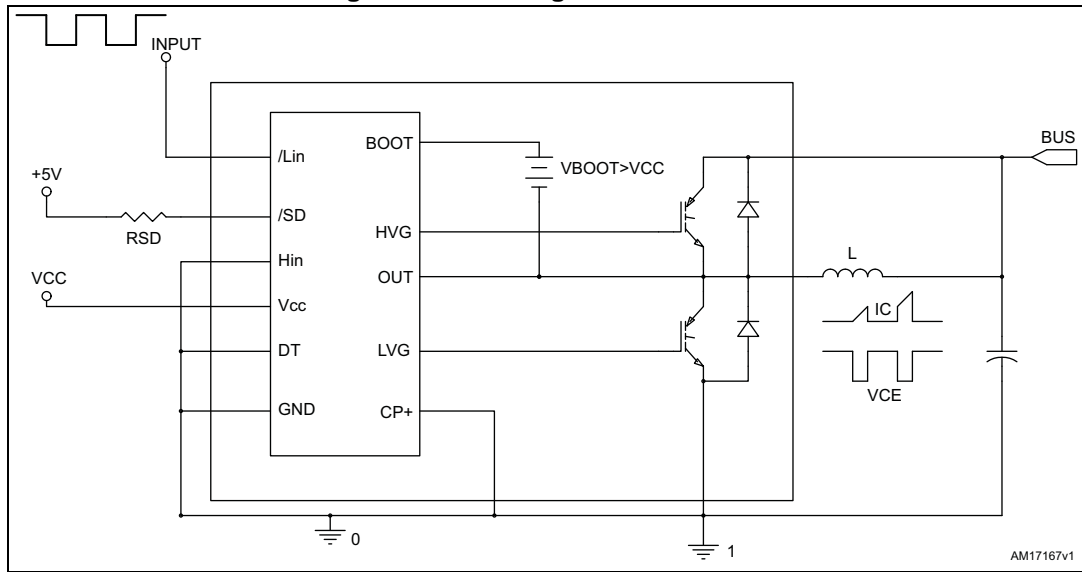 INPUT
BUS
/Lin
BOOT
VBOOT>VCC
+5V
/SD
RSD
HVG
Hin
OUT
L
VCC
Vcc
IC
DT
LVG
VCE
GND
CP+
0
1
AM17167v1